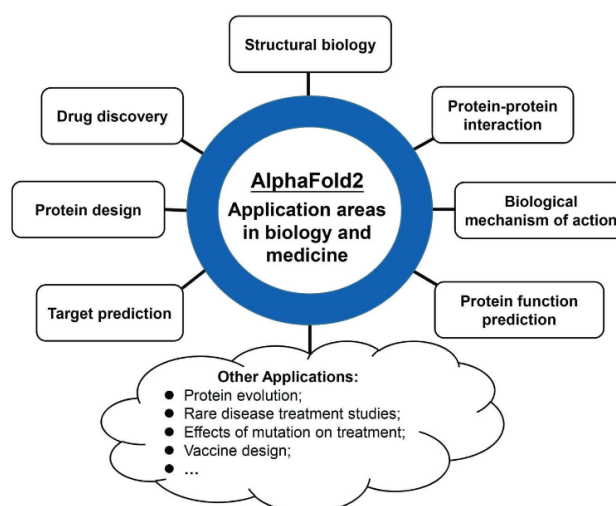 Structural biology
Drug discovery
Protein-protein
interaction
AlphaFold2
Application areas
in biology and
medicine
Protein design
Biological
mechanism of action
Target prediction
Protein function
prediction
Other Applications:
● Protein evolution;
● Rare disease treatment studies;
● Effects of mutation on treatment;
● Vaccine design;
● ...